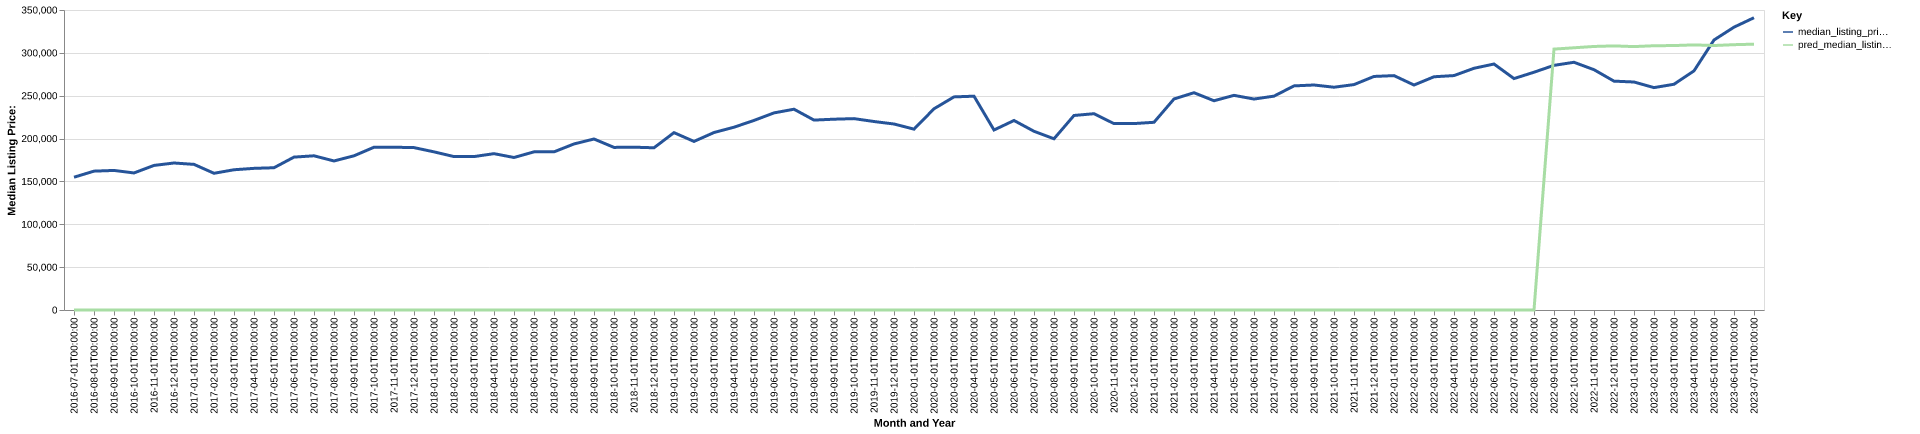 350,000
300,000
250,000
200,000
150,000
100,000
50,000
0
Median Listing Price:
2016-07-01T00:00:00
2016-08-01T00:00:00
2016-09-01T00:00:00
2016-10-01T00:00:00
2016-11-01T00:00:00
2016-12-01T00:00:00
2017-01-01T00:00:00
2017-02-01T00:00:00
2017-03-01T00:00:00
2017-04-01T00:00:00
2017-05-01T00:00:00
2017-06-01T00:00:00
2017-07-01T00:00:00
2017-08-01T00:00:00
2017-09-01T00:00:00
2017-10-01T00:00:00
2017-11-01T00:00:00
2017-12-01T00:00:00
2018-01-01T00:00:00
2018-02-01T00:00:00
2018-03-01T00:00:00
2018-04-01T00:00:00
2018-05-01T00:00:00
2018-06-01T00:00:00
2018-07-01T00:00:00
2018-08-01T00:00:00
2018-09-01T00:00:00
2018-10-01T00:00:00
2018-11-01T00:00:00
2018-12-01T00:00:00
2019-01-01T00:00:00
2019-02-01T00:00:00
2019-03-01T00:00:00
2019-04-01T00:00:00
2019-05-01T00:00:00
2019-06-01T00:00:00
2019-07-01T00:00:00
2019-08-01T00:00:00
2019-09-01T00:00:00
2019-10-01T00:00:00
2019-11-01T00:00:00
2019-12-01T00:00:00
2020-01-01T00:00:00
2020-02-01T00:00:00
2020-03-01T00:00:00
2020-04-01T00:00:00
2020-05-01T00:00:00
2020-06-01T00:00:00
2020-07-01T00:00:00
2020-08-01T00:00:00
2020-09-01T00:00:00
2020-10-01T00:00:00
2020-11-01T00:00:00
2020-12-01T00:00:00
2021-01-01T00:00:00
2021-02-01T00:00:00
2021-03-01T00:00:00
2021-04-01T00:00:00
2021-05-01T00:00:00
2021-06-01T00:00:00
2021-07-01T00:00:00
2021-08-01T00:00:00
2021-09-01T00:00:00
2021-10-01T00:00:00
2021-11-01T00:00:00
2021-12-01T00:00:00
2022-01-01T00:00:00
2022-02-01T00:00:00
2022-03-01T00:00:00
2022-04-01T00:00:00
2022-05-01T00:00:00
2022-06-01T00:00:00
2022-07-01T00:00:00
2022-08-01T00:00:00
2022-09-01T00:00:00
2022-10-01T00:00:00
2022-11-01T00:00:00
2022-12-01T00:00:00
2023-01-01T00:00:00
2023-02-01T00:00:00
2023-03-01T00:00:00
2023-04-01T00:00:00
2023-05-01T00:00:00
2023-06-01T00:00:00
2023-07-01T00:00:00
Month and Year
Key
median_listing_pri…
pred_median_listin…